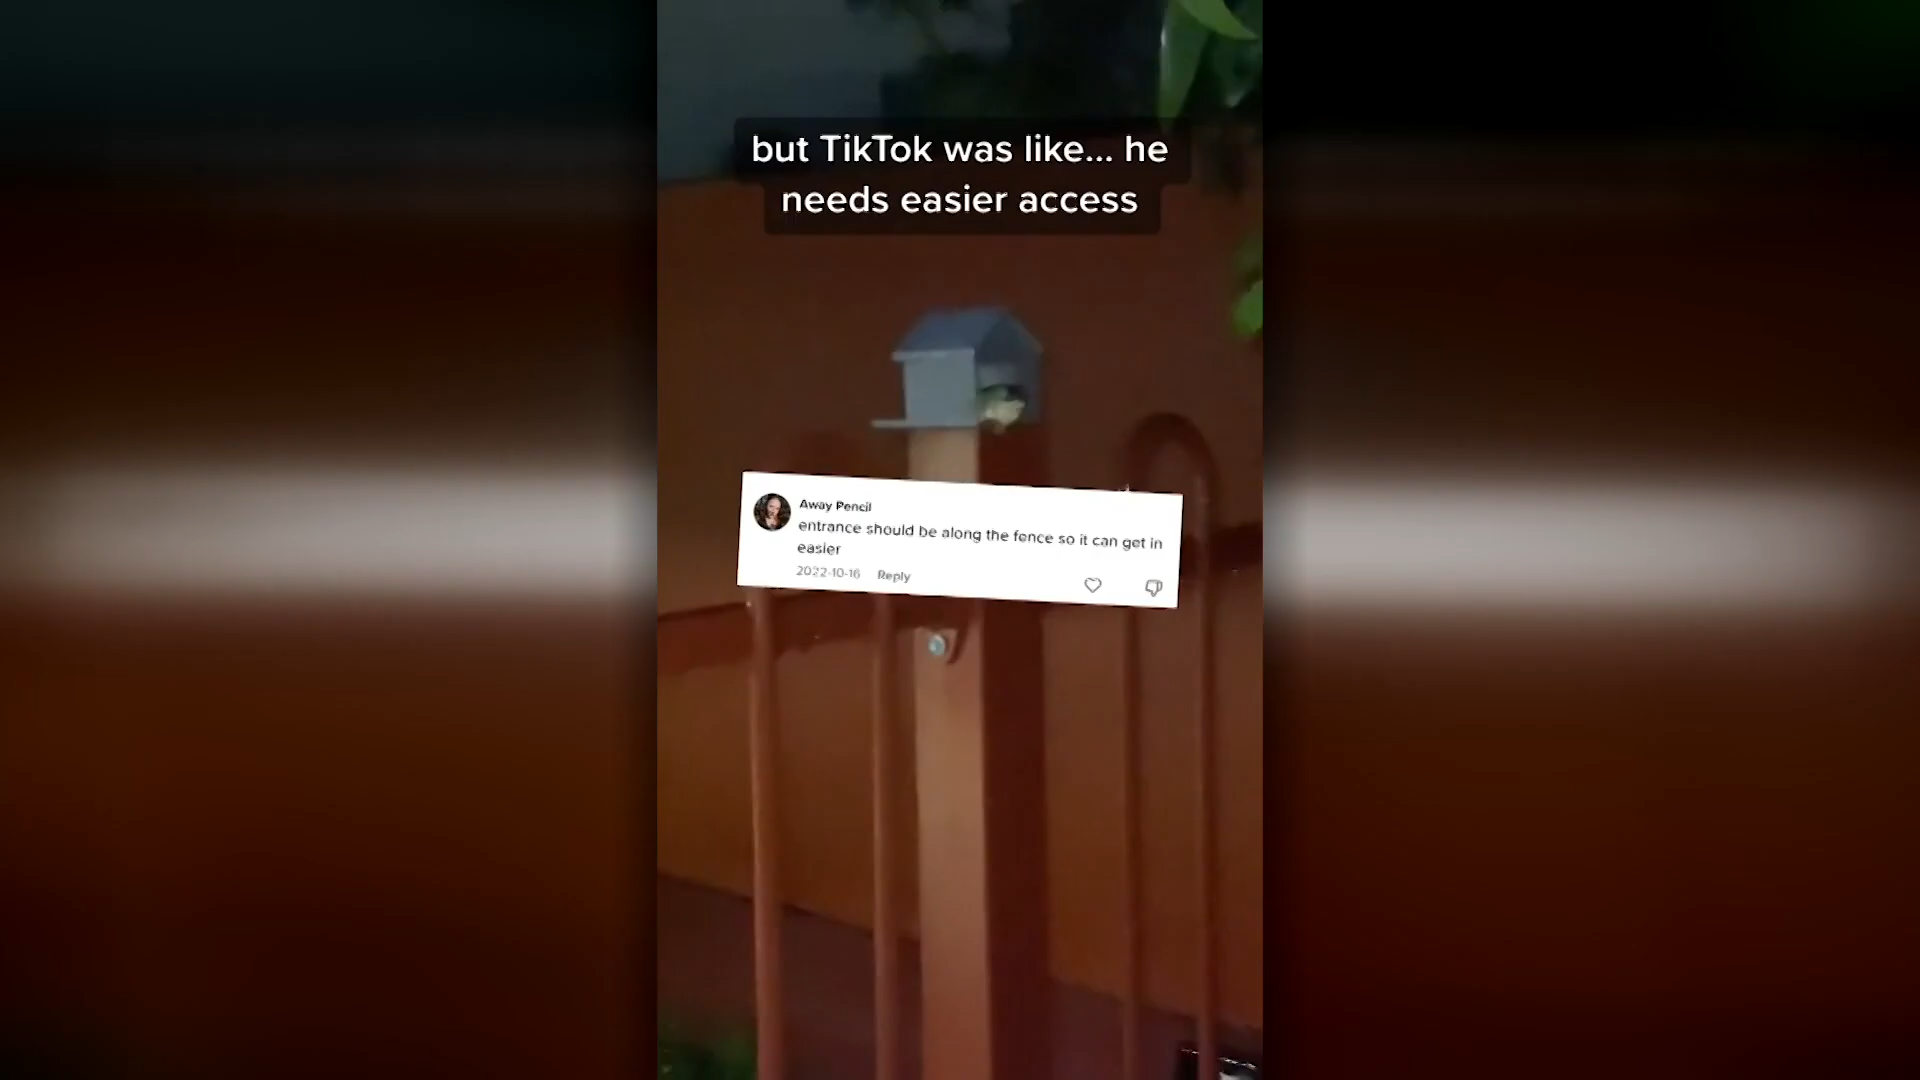 but TikTok was like... he
needs easier access
Away Pencil
entrance should be along the fence so it can get in
easier
2022-10-16 Reply